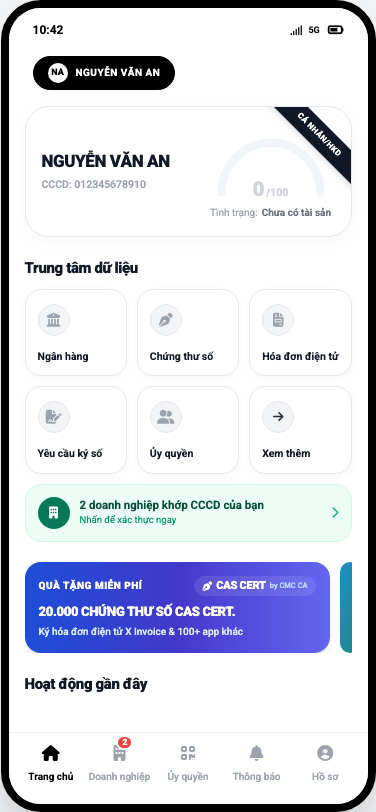 10:42
5G
NA NGUYỄN VĂN AN
CÁ NHÂN/HKD
NGUYỄN VĂN AN
CCCD: 012345678910
0/100
Tình trạng: Chưa có tài sản
Trung tâm dữ liệu
Ngân hàng
Chứng thư số
Hóa đơn điện tử
Yêu cầu ký số
Ủy quyền
Xem thêm
2 doanh nghiệp khớp CCCD của bạn
Nhấn để xác thực ngay
QUÀ TẶNG MIỄN PHÍ
CAS CERT by CMC CA
20.000 CHỨNG THƯ SỐ CAS CERT.
Ký hóa đơn điện tử X Invoice & 100+ app khác
Hoạt động gần đây
2
Trang chủ
Doanh nghiệp
Ủy quyền
Thông báo
Hồ sơ